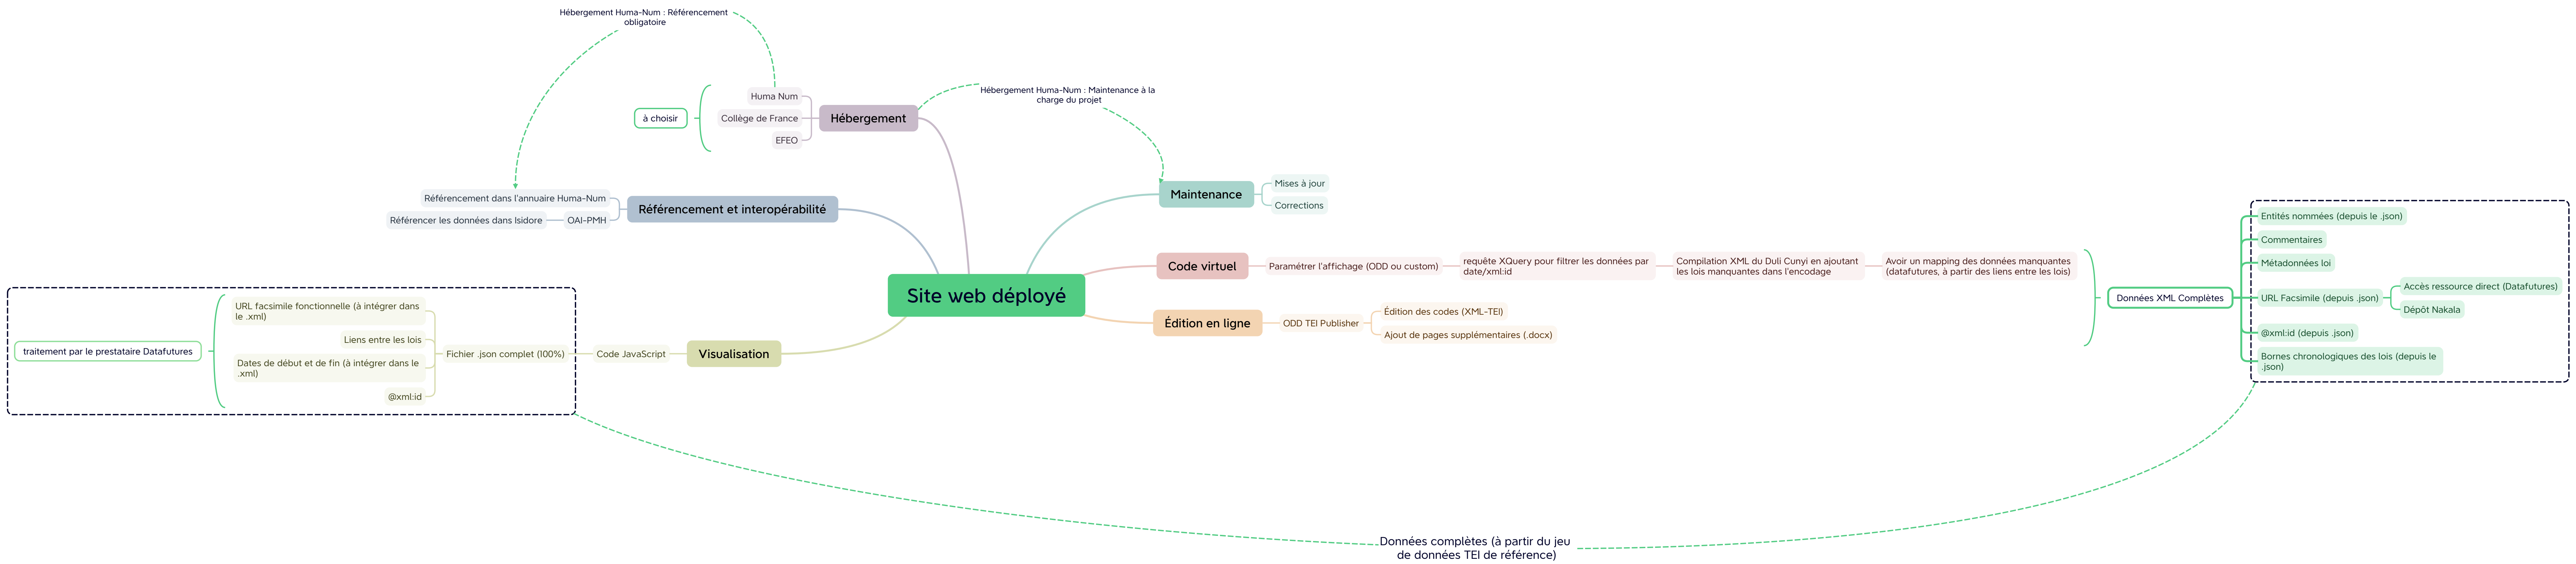 Hébergement Huma-Num : Référencement
obligatoire
Hébergement Huma-Num : Maintenance à la
charge du projet
Huma Num
à choisir
Collège de France
Hébergement
EFEO
Référencement dans l'annuaire Huma-Num
Référencer les données dans Isidore
OAI-PMH
Référencement et interopérabilité
Maintenance
Mises à jour
Corrections
Site web déployé
Code virtuel
Paramétrer l'affichage (ODD ou custom)
requête XQuery pour filtrer les données par
date/xml:id
Compilation XML du Duli Cunyi en ajoutant
les lois manquantes dans l'encodage
Avoir un mapping des données manquantes
(datafutures, à partir des liens entre les lois)
Édition en ligne
ODD TEI Publisher
Édition des codes (XML-TEI)
Ajout de pages supplémentaires (.docx)
Données XML Complètes
Entités nommées (depuis le .json)
Commentaires
Métadonnées loi
URL Facsimile (depuis .json)
Accès ressource direct (Datafutures)
Dépôt Nakala
@xml:id (depuis .json)
Bornes chronologiques des lois (depuis le
.json)
traitement par le prestataire Datafutures
URL facsimile fonctionnelle (à intégrer dans
le .xml)
Liens entre les lois
Dates de début et de fin (à intégrer dans le
.xml)
@xml:id
Fichier .json complet (100%)
Code JavaScript
Visualisation
Données complètes (à partir du jeu
de données TEI de référence)